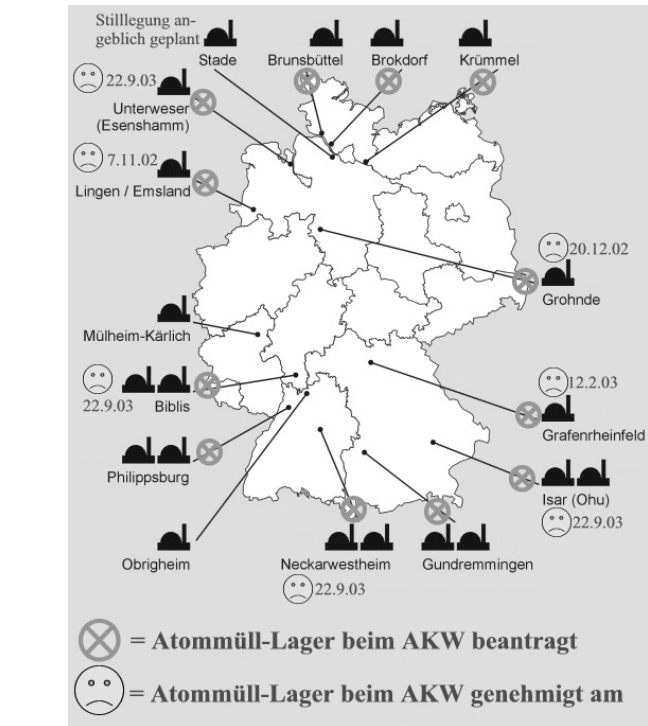 Stilllegung an-
geblich geplant
Stade
Brunsbüttel
Brokdorf
Krümmel
22.9.03
Unterweser
(Esenshamm)
7.11.02
Lingen / Emsland
20.12.02
Grohnde
Mülheim-Kärlich
22.9.03
Biblis
12.2.03
Grafenrheinfeld
Philippsburg
Isar (Ohu)
22.9.03
Obrigheim
Neckarwestheim
22.9.03
Gundremmingen
= Atommüll-Lager beim AKW beantragt
= Atommüll-Lager beim AKW genehmigt am